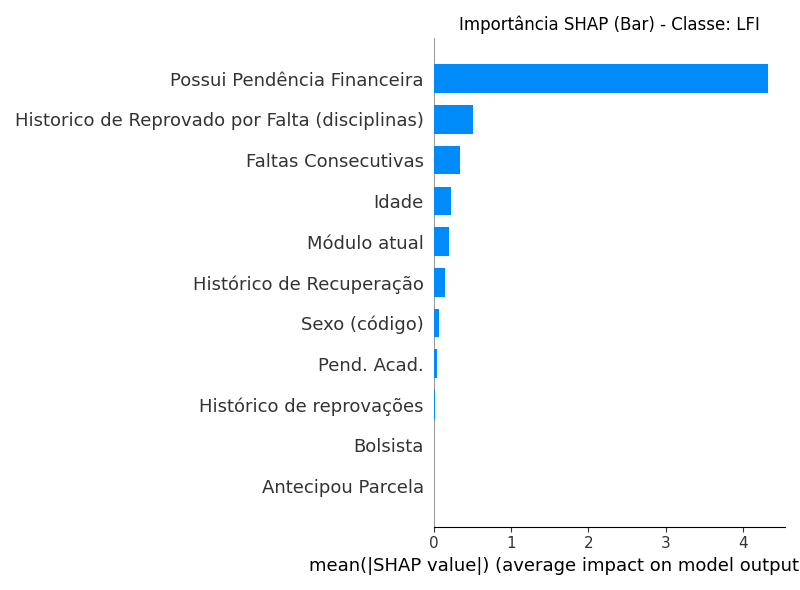 Importância SHAP (Bar) - Classe: LFI
Possui Pendência Financeira
Historico de Reprovado por Falta (disciplinas)
Faltas Consecutivas
Idade
Módulo atual
Histórico de Recuperação
Sexo (código)
Pend. Acad.
Histórico de reprovações
Bolsista
Antecipou Parcela
0 1 2 3 4
mean(|SHAP value|) (average impact on model output